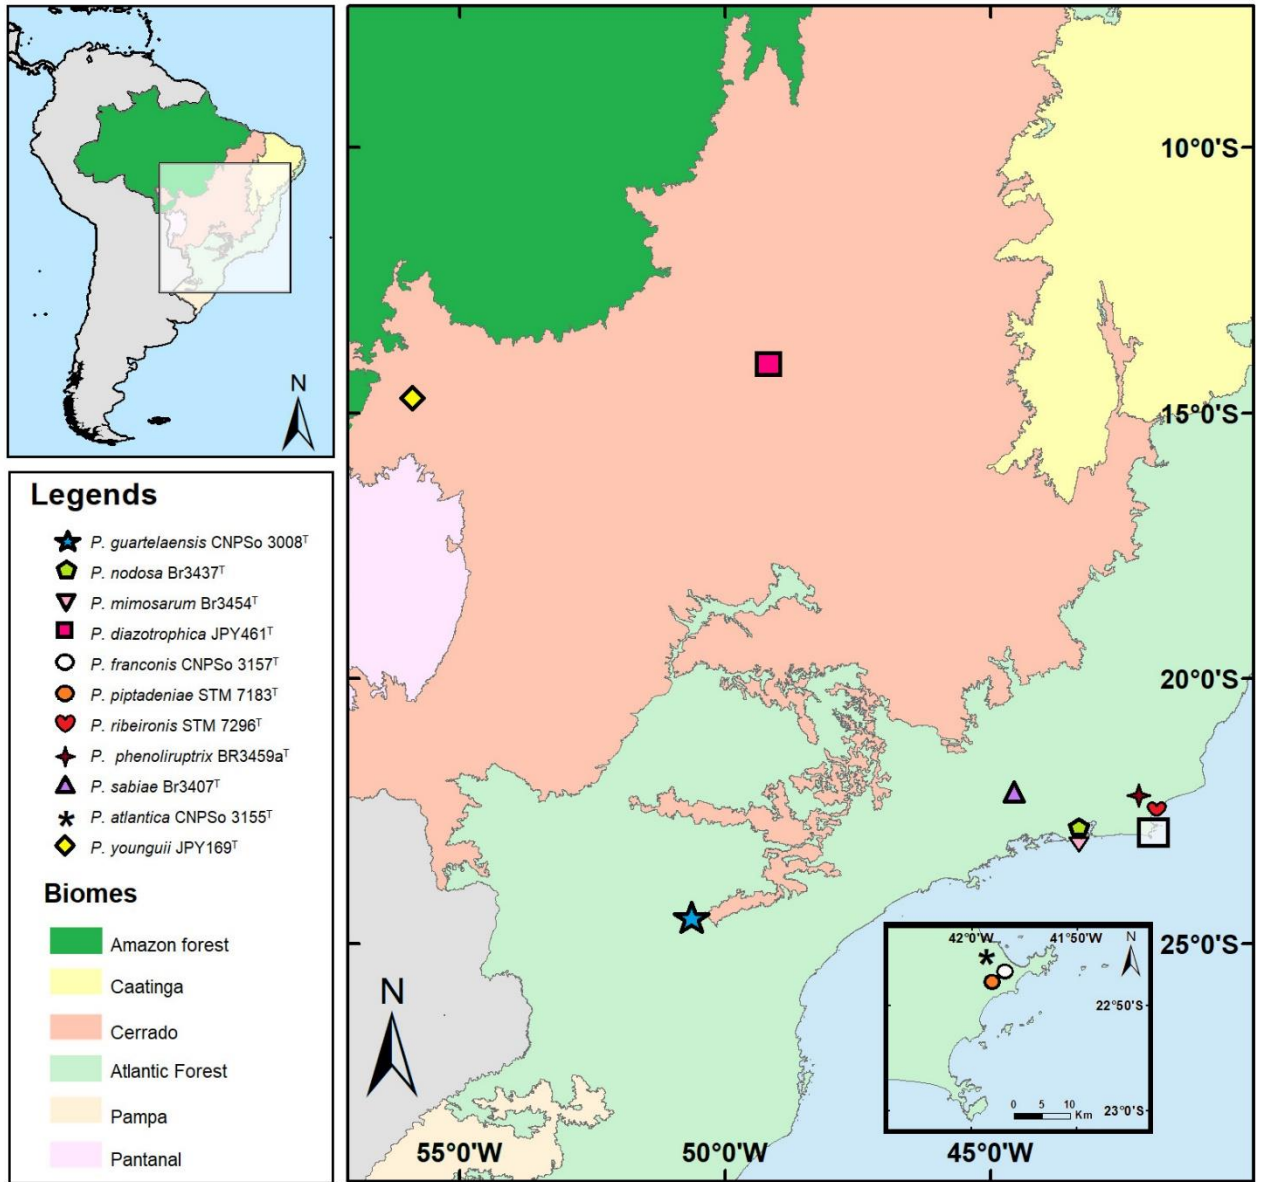 N
Legends
P. guartelaensis CNPSo 3008ᵀ
P. nodosa Br3437ᵀ
P. mimosarum Br3454ᵀ
P. diazotrophica JPY461ᵀ
P. franconis CNPSo 3157ᵀ
P. piptadeniae STM 7183ᵀ
P. ribeironis STM 7296ᵀ
P. phenoliruptrix BR3459aᵀ
P. sabiae Br3407ᵀ
P. atlantica CNPSo 3155ᵀ
P. younguii JPY169ᵀ
Biomes
Amazon forest
Caatinga
Cerrado
Atlantic Forest
Pampa
Pantanal
10°0'S
15°0'S
20°0'S
25°0'S
N
55°0'W 50°0'W 45°0'W
42°0'W 41°50'W N
22°50'S
0 5 10 Km
23°0'S